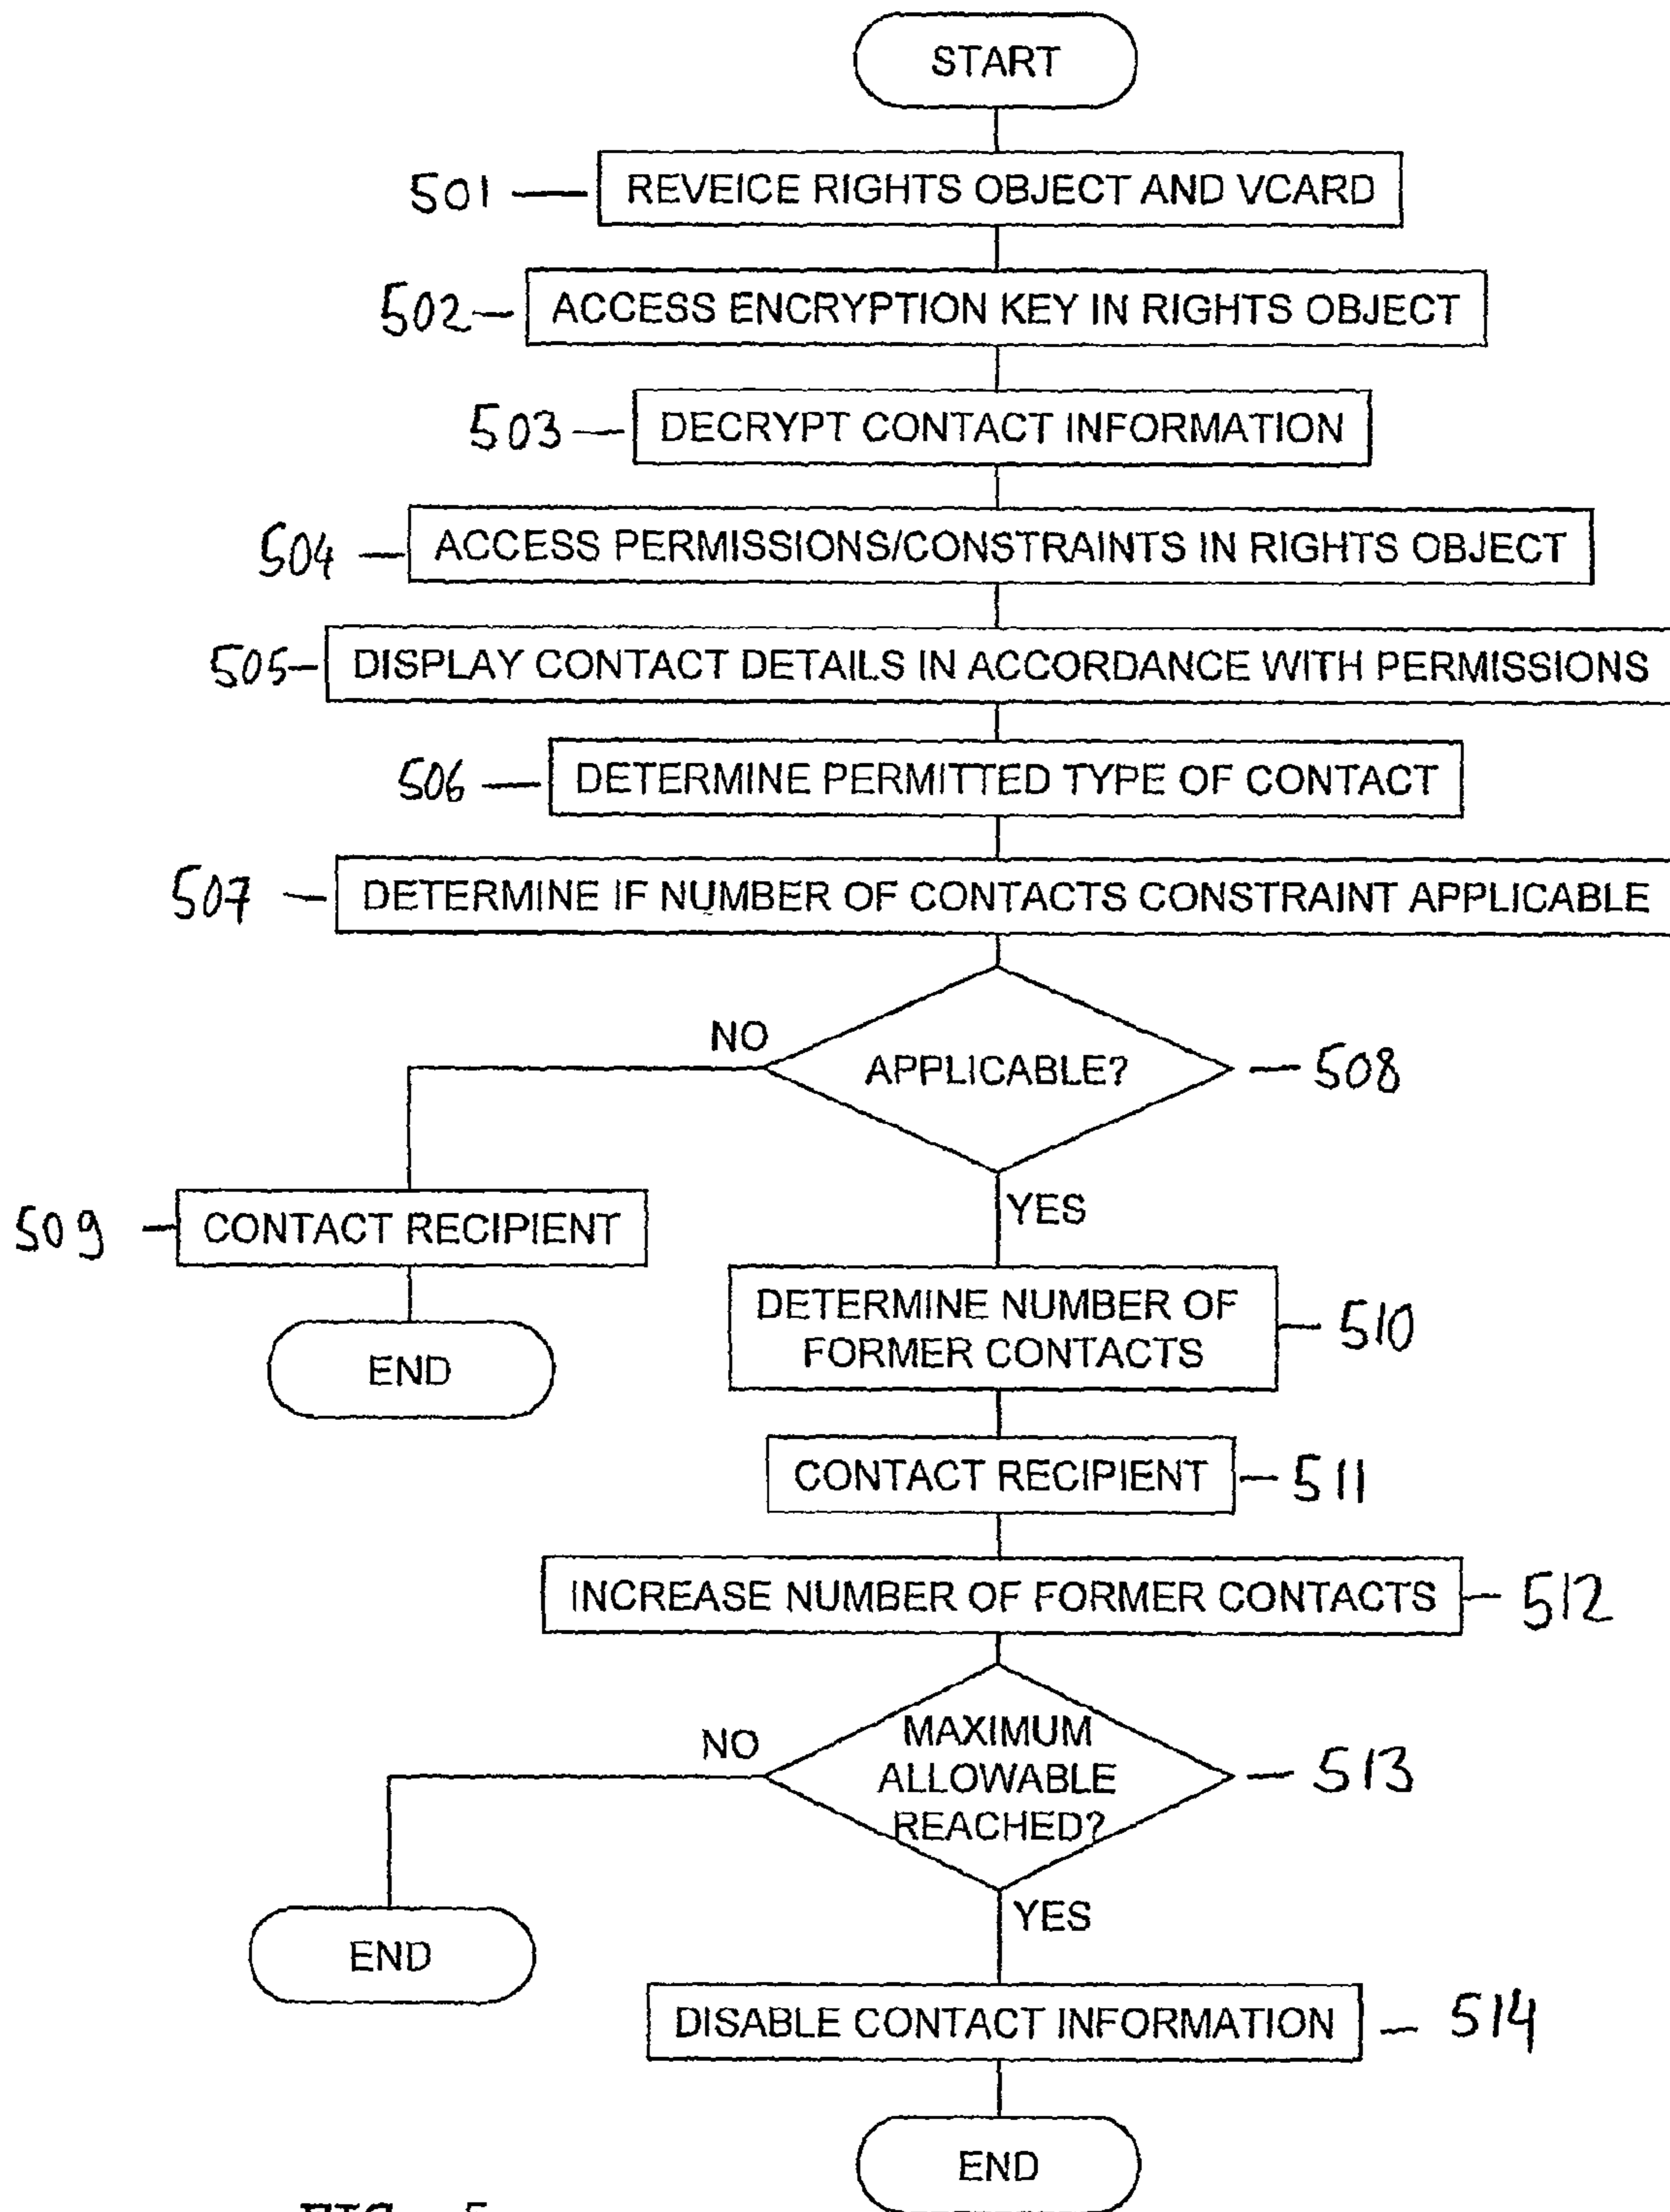 START
501 REVEICE RIGHTS OBJECT AND VCARD
502 ACCESS ENCRYPTION KEY IN RIGHTS OBJECT
503 DECRYPT CONTACT INFORMATION
504 ACCESS PERMISSIONS/CONSTRAINTS IN RIGHTS OBJECT
505 DISPLAY CONTACT DETAILS IN ACCORDANCE WITH PERMISSIONS
506 DETERMINE PERMITTED TYPE OF CONTACT
507 DETERMINE IF NUMBER OF CONTACTS CONSTRAINT APPLICABLE
NO
APPLICABLE? 508
YES
509 CONTACT RECIPIENT
END
DETERMINE NUMBER OF
FORMER CONTACTS
510
CONTACT RECIPIENT 511
INCREASE NUMBER OF FORMER CONTACTS 512
NO
MAXIMUM
ALLOWABLE
REACHED?
513
YES
END
DISABLE CONTACT INFORMATION 514
END